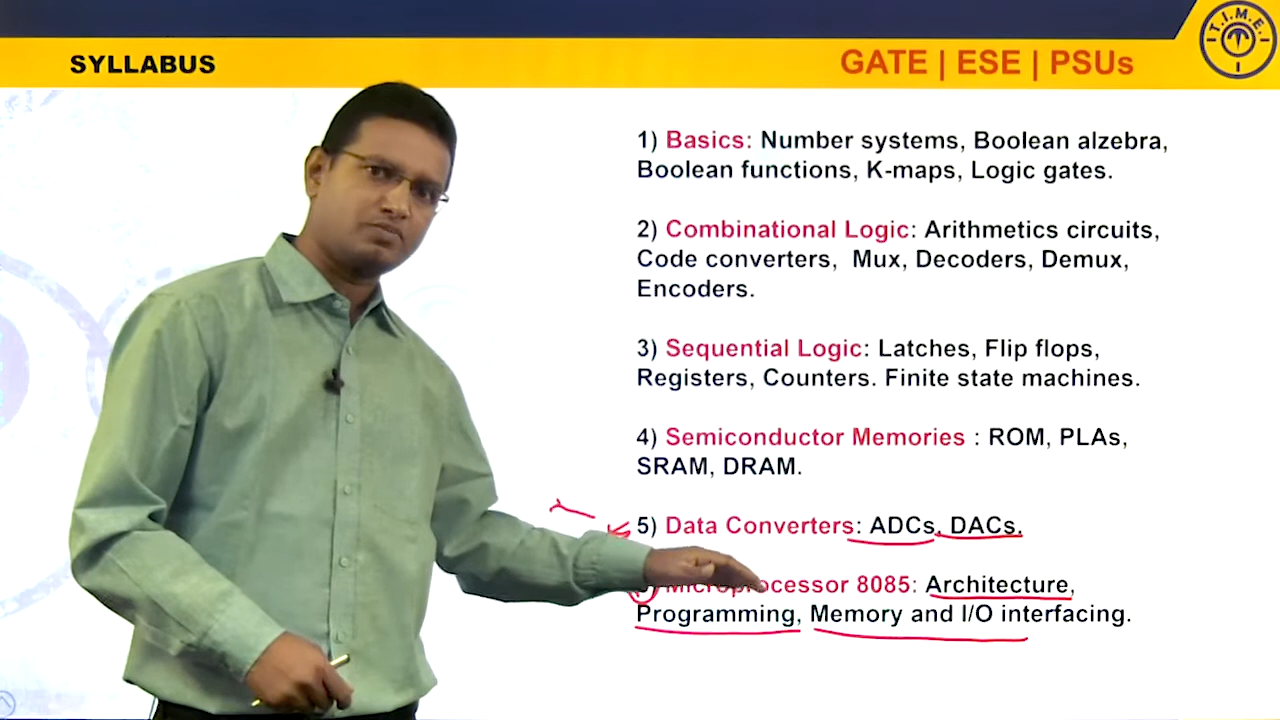 SYLLABUS
GATE | ESE | PSUs
T.I.M.E.
1) Basics: Number systems, Boolean alzebra,
Boolean functions, K-maps, Logic gates.
2) Combinational Logic: Arithmetics circuits,
Code converters, Mux, Decoders, Demux,
Encoders.
3) Sequential Logic: Latches, Flip flops,
Registers, Counters. Finite state machines.
4) Semiconductor Memories : ROM, PLAs,
SRAM, DRAM.
5) Data Converters: ADCs, DACs.
6) Microprocessor 8085: Architecture,
Programming, Memory and I/O interfacing.